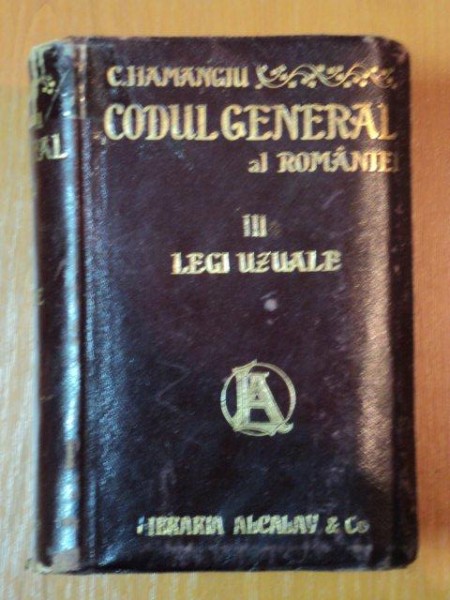 C. HAMANGIU
CODUL GENERAL
al ROMÂNIEI
III
LEGI UZUALE
LIBRARIA ALCALAY & Co